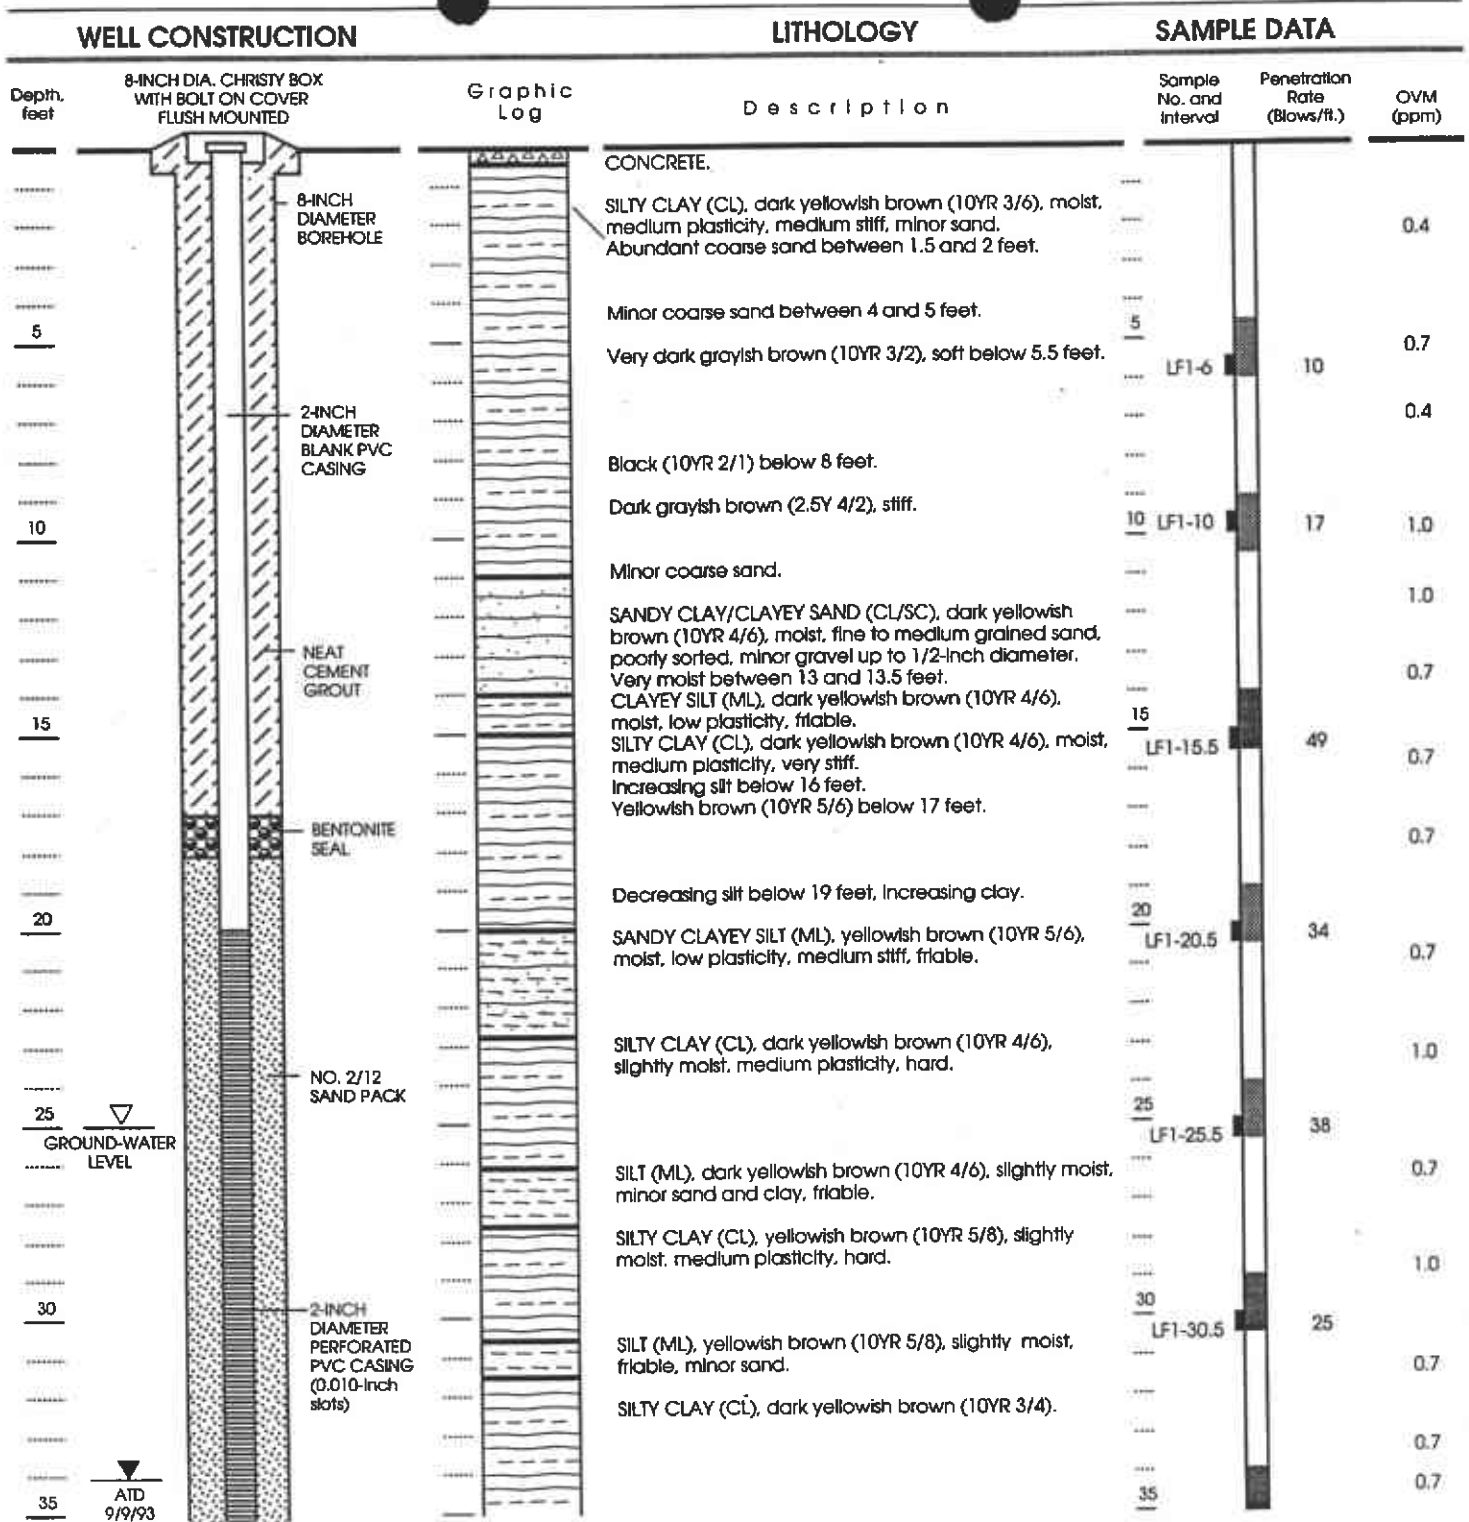 WELL CONSTRUCTION
LITHOLOGY
SAMPLE DATA
Depth, feet
8-INCH DIA. CHRISTY BOX
WITH BOLT ON COVER
FLUSH MOUNTED
Graphic
Log
Description
Sample
No. and
Interval
Penetration
Rate
(Blows/ft.)
OVM
(ppm)
8-INCH
DIAMETER
BOREHOLE
2-INCH
DIAMETER
BLANK PVC
CASING
NEAT
CEMENT
GROUT
BENTONITE
SEAL
NO. 2/12
SAND PACK
2-INCH
DIAMETER
PERFORATED
PVC CASING
(0.010-inch
slots)
5
10
15
20
25
GROUND-WATER
LEVEL
30
ATD
35
9/9/93
CONCRETE.
SILTY CLAY (CL), dark yellowish brown (10YR 3/6), moist,
medium plasticity, medium stiff, minor sand.
Abundant coarse sand between 1.5 and 2 feet.
Minor coarse sand between 4 and 5 feet.
Very dark grayish brown (10YR 3/2), soft below 5.5 feet.
Black (10YR 2/1) below 8 feet.
Dark grayish brown (2.5Y 4/2), stiff.
Minor coarse sand.
SANDY CLAY/CLAYEY SAND (CL/SC), dark yellowish
brown (10YR 4/6), moist, fine to medium grained sand,
poorly sorted, minor gravel up to 1/2-inch diameter.
Very moist between 13 and 13.5 feet.
CLAYEY SILT (ML), dark yellowish brown (10YR 4/6),
moist, low plasticity, friable.
SILTY CLAY (CL), dark yellowish brown (10YR 4/6), moist,
medium plasticity, very stiff.
Increasing silt below 16 feet.
Yellowish brown (10YR 5/6) below 17 feet.
Decreasing silt below 19 feet, increasing clay.
SANDY CLAYEY SILT (ML), yellowish brown (10YR 5/6),
moist, low plasticity, medium stiff, friable.
SILTY CLAY (CL), dark yellowish brown (10YR 4/6),
slightly moist, medium plasticity, hard.
SILT (ML), dark yellowish brown (10YR 4/6), slightly moist,
minor sand and clay, friable.
SILTY CLAY (CL), yellowish brown (10YR 5/8), slightly
moist, medium plasticity, hard.
SILT (ML), yellowish brown (10YR 5/8), slightly moist,
friable, minor sand.
SILTY CLAY (CL), dark yellowish brown (10YR 3/4).
0.4
5
LF1-6 10 0.7
0.4
10 LF1-10 17 1.0
1.0
0.7
15
LF1-15.5 49 0.7
0.7
20
LF1-20.5 34 0.7
1.0
25
LF1-25.5 38
0.7
1.0
30
LF1-30.5 25
0.7
0.7
0.7
35